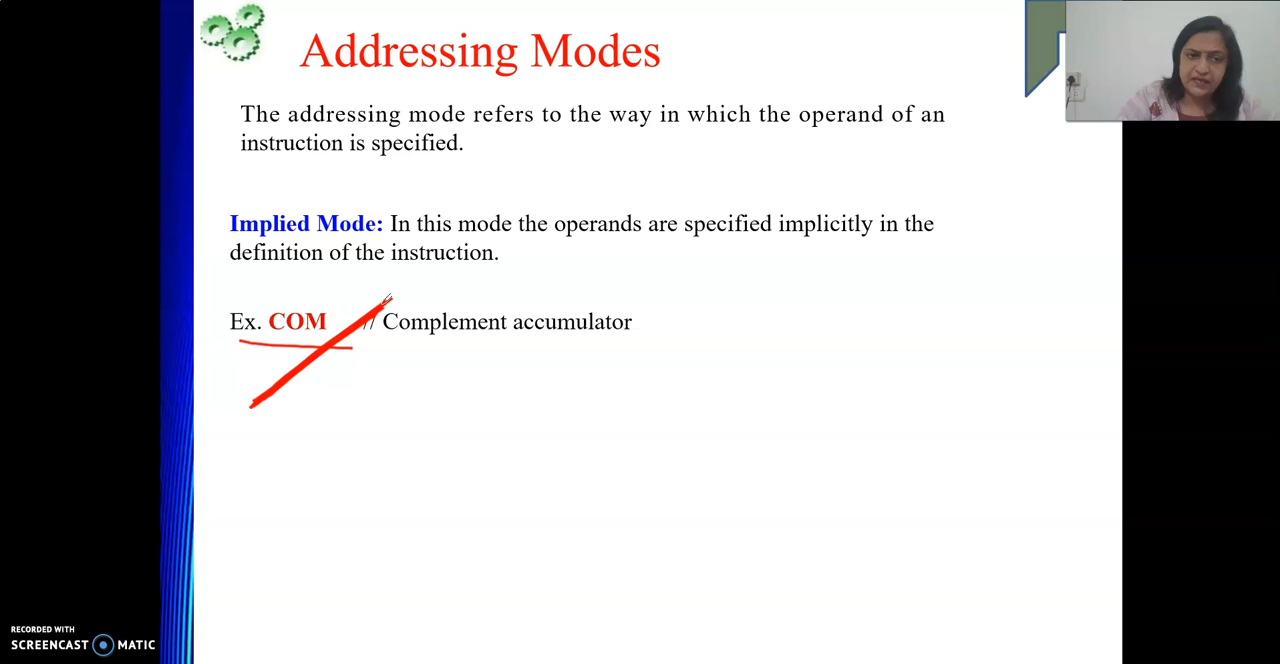 Addressing Modes
The addressing mode refers to the way in which the operand of an
instruction is specified.
Implied Mode: In this mode the operands are specified implicitly in the
definition of the instruction.
Ex. COM // Complement accumulator
RECORDED WITH
SCREENCAST MATIC